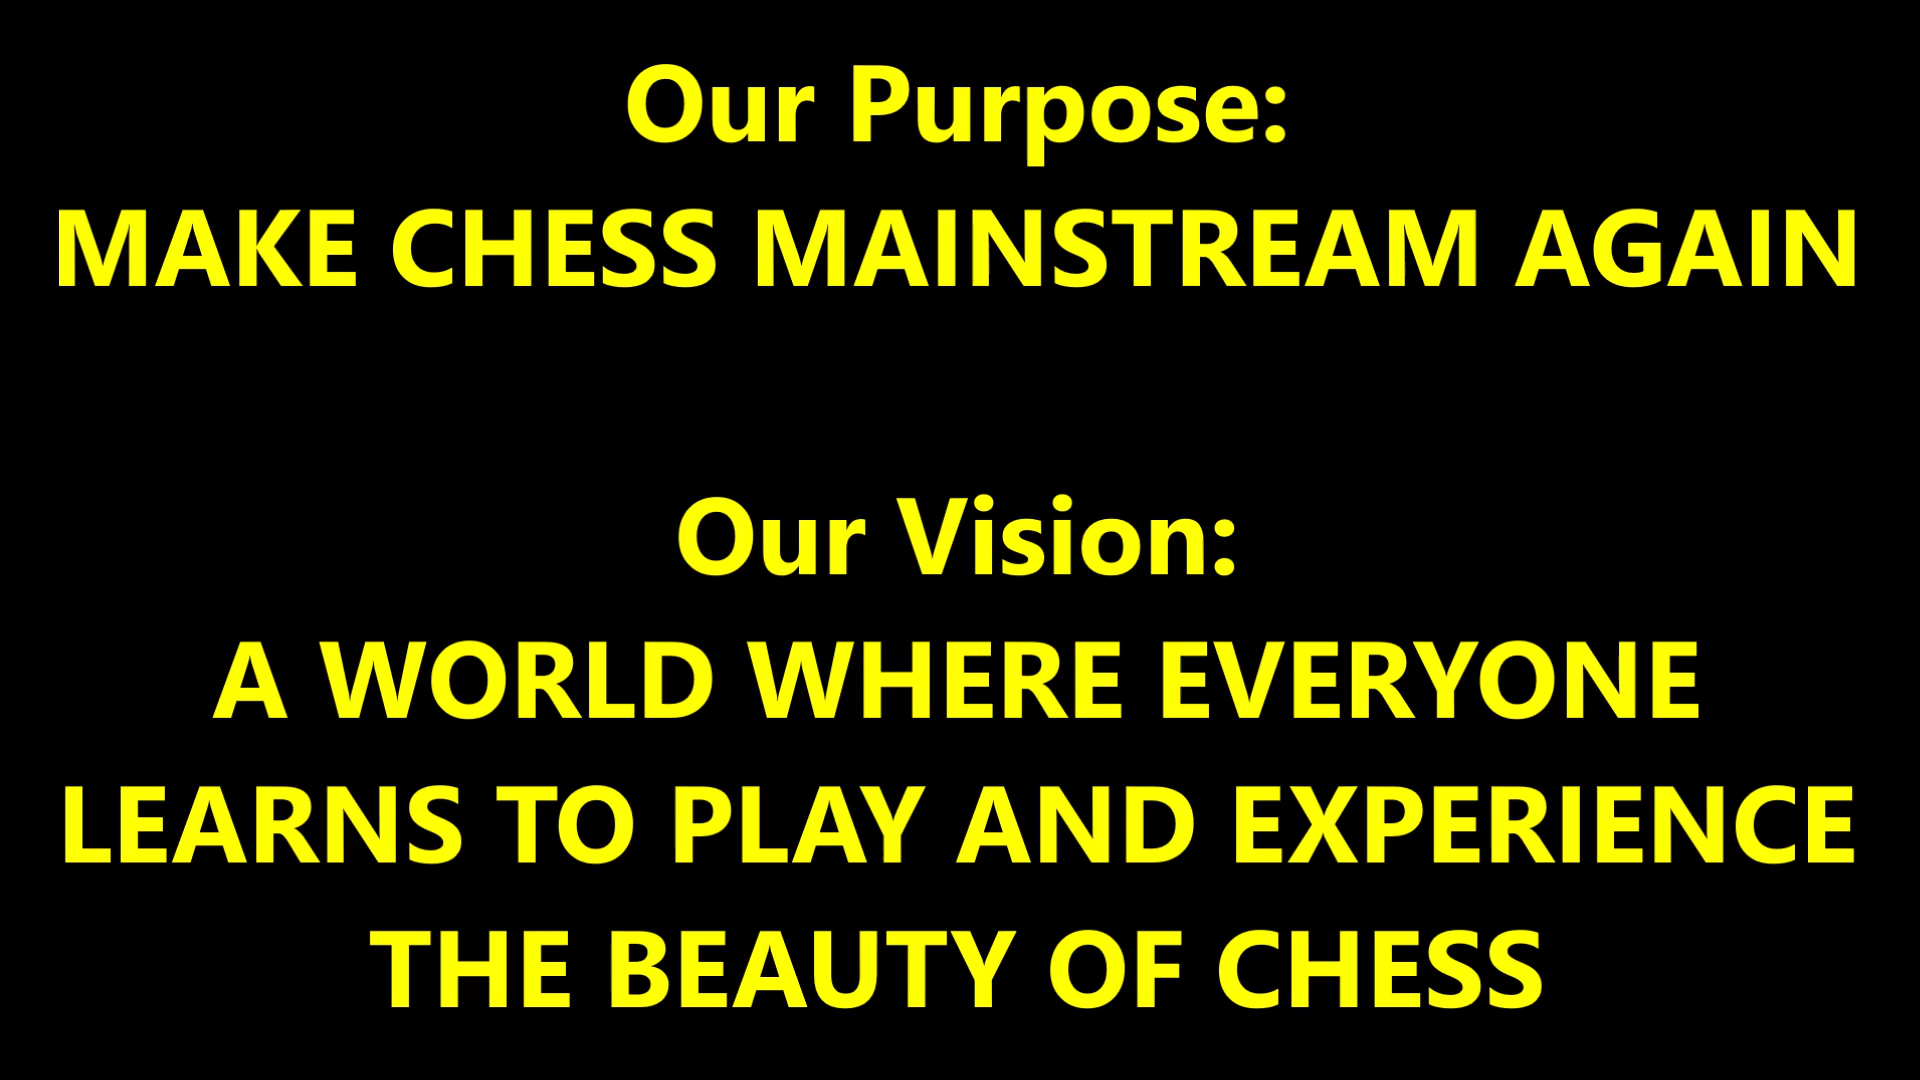 Our Purpose:
MAKE CHESS MAINSTREAM AGAIN
Our Vision:
A WORLD WHERE EVERYONE
LEARNS TO PLAY AND EXPERIENCE
THE BEAUTY OF CHESS